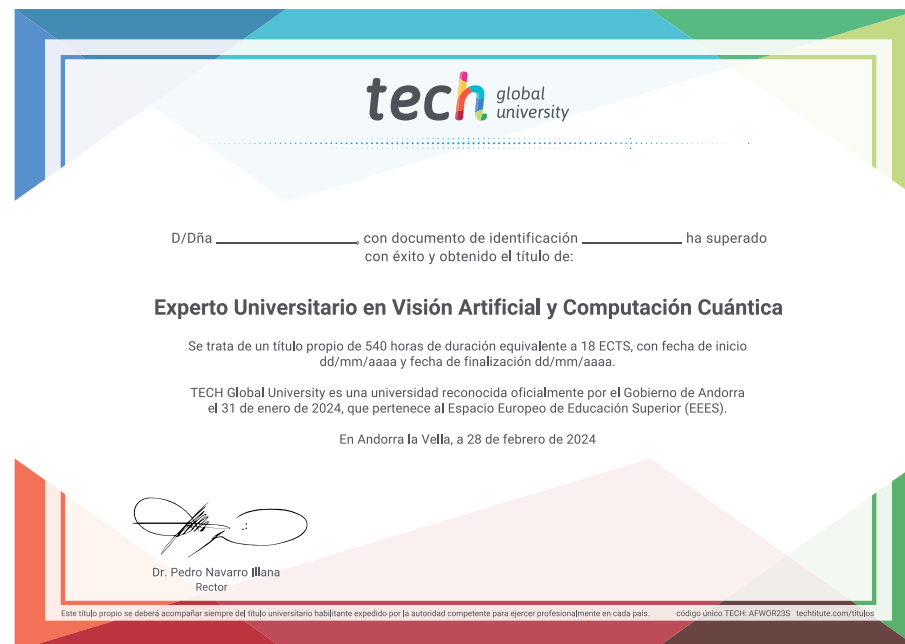 tech global university
D/Dña ____________, con documento de identificación ____________ ha superado
con éxito y obtenido el título de:
Experto Universitario en Visión Artificial y Computación Cuántica
Se trata de un título propio de 540 horas de duración equivalente a 18 ECTS, con fecha de inicio
dd/mm/aaaa y fecha de finalización dd/mm/aaaa.
TECH Global University es una universidad reconocida oficialmente por el Gobierno de Andorra
el 31 de enero de 2024, que pertenece al Espacio Europeo de Educación Superior (EEES).
En Andorra la Vella, a 28 de febrero de 2024
Dr. Pedro Navarro Illana
Rector
Este título propio se deberá acompañar siempre del título universitario habilitante expedido por la autoridad competente para ejercer profesionalmente en cada país. código único TECH: AFWOR23S techtitute.com/titulos